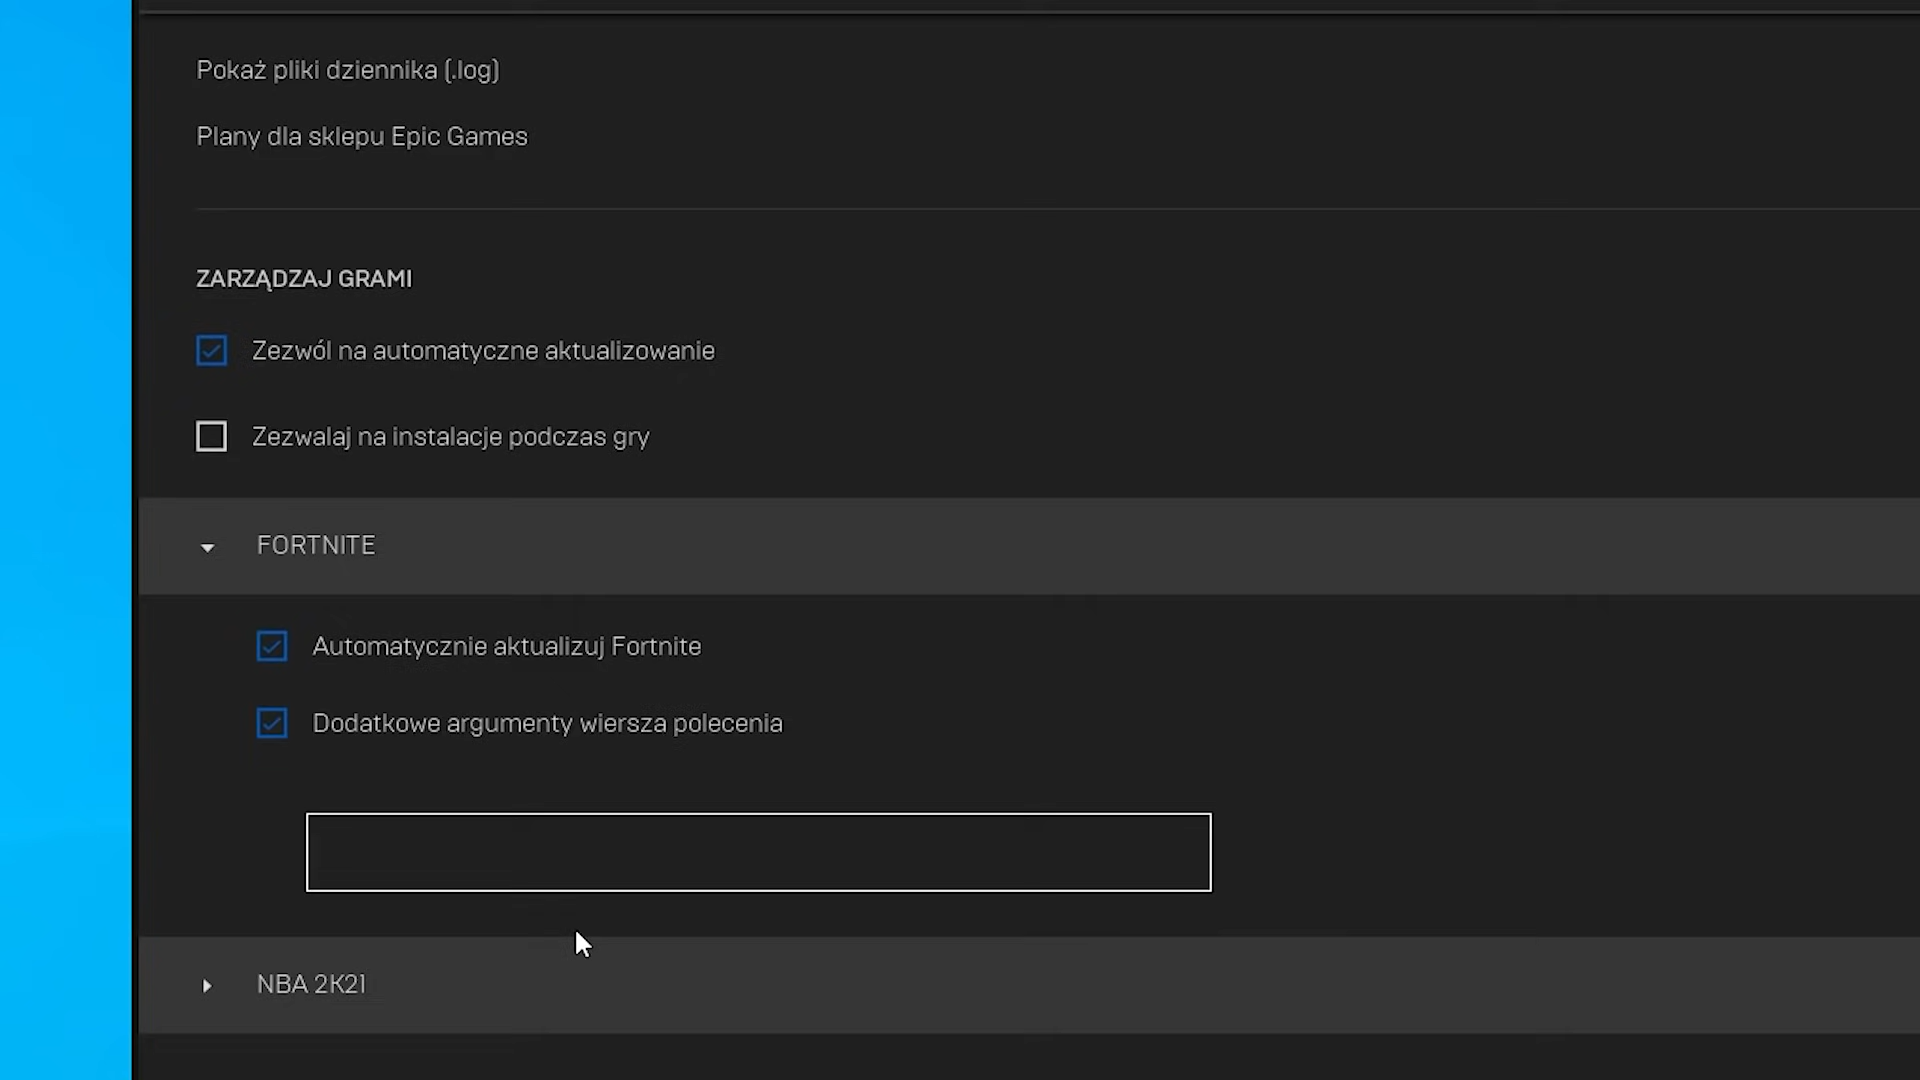 Pokaż pliki dziennika (.log)
Plany dla sklepu Epic Games
ZARZĄDZAJ GRAMI
Zezwól na automatyczne aktualizowanie
Zezwalaj na instalacje podczas gry
FORTNITE
Automatycznie aktualizuj Fortnite
Dodatkowe argumenty wiersza polecenia
NBA 2K21